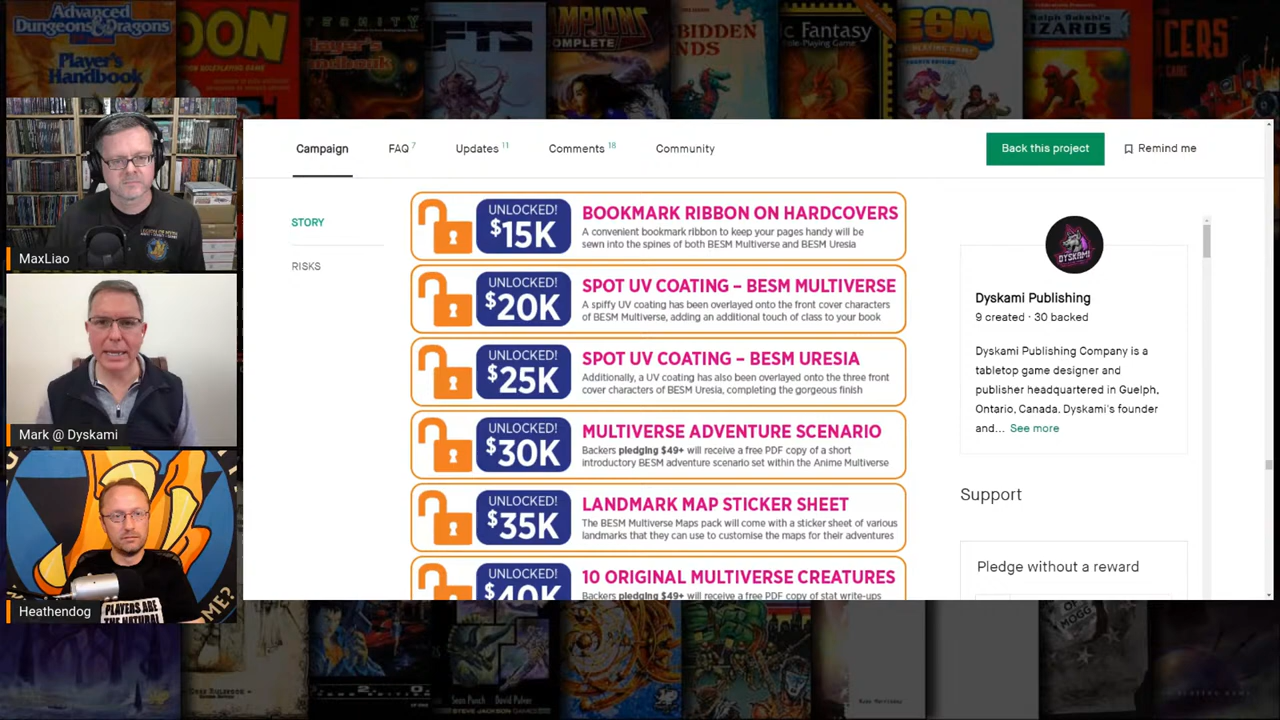 Advanced
Dungeons & Dragons
Player's
Handbook
CHAMPIONS
COMPLETE
BESM
MaxLiao
Mark @ Dyskami
Heathendog
PLAYERS ARE
THE NATURAL
Campaign
FAQ 7
Updates 11
Comments 18
Community
Back this project
Remind me
STORY
RISKS
UNLOCKED!
$15K
BOOKMARK RIBBON ON HARDCOVERS
A convenient bookmark ribbon to keep your pages handy will be
sewn into the spines of both BESM Multiverse and BESM Uresia
UNLOCKED!
$20K
SPOT UV COATING – BESM MULTIVERSE
A spiffy UV coating has been overlayed onto the front cover characters
of BESM Multiverse, adding an additional touch of class to your book
UNLOCKED!
$25K
SPOT UV COATING – BESM URESIA
Additionally, a UV coating has also been overlayed onto the three front
cover characters of BESM Uresia, completing the gorgeous finish
UNLOCKED!
$30K
MULTIVERSE ADVENTURE SCENARIO
Backers pledging $49+ will receive a free PDF copy of a short
introductory BESM adventure scenario set within the Anime Multiverse
UNLOCKED!
$35K
LANDMARK MAP STICKER SHEET
The BESM Multiverse Maps pack will come with a sticker sheet of various
landmarks that they can use to customise the maps for their adventures
UNLOCKED!
$40K
10 ORIGINAL MULTIVERSE CREATURES
Backers pledging $49+ will receive a free PDF copy of stat write-ups
DYSKAMI
Dyskami Publishing
9 created · 30 backed
Dyskami Publishing Company is a
tabletop game designer and
publisher headquartered in Guelph,
Ontario, Canada. Dyskami's founder
and... See more
Support
Pledge without a reward
Sean Punch David Pulver
STEVE JACKSON GAMES